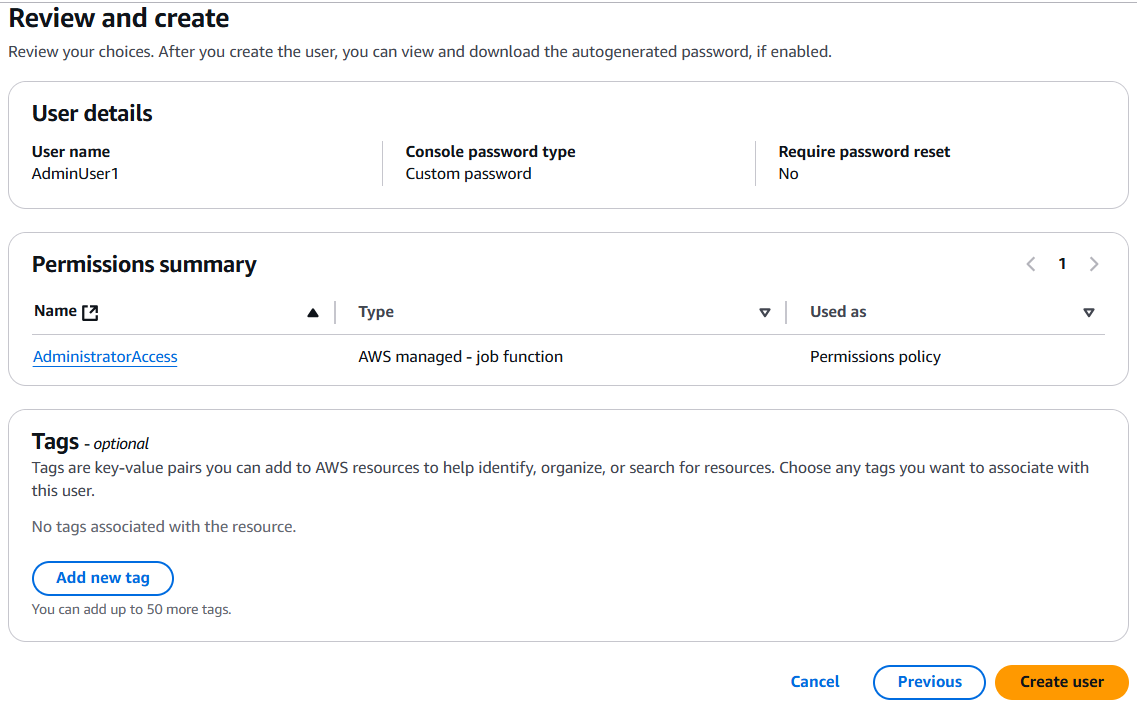 Review and create
Review your choices. After you create the user, you can view and download the autogenerated password, if enabled.
User details
User name
AdminUser1
Console password type
Custom password
Require password reset
No
Permissions summary
1
Name
Type
Used as
AdministratorAccess
AWS managed - job function
Permissions policy
Tags - optional
Tags are key-value pairs you can add to AWS resources to help identify, organize, or search for resources. Choose any tags you want to associate with
this user.
No tags associated with the resource.
Add new tag
You can add up to 50 more tags.
Cancel
Previous
Create user